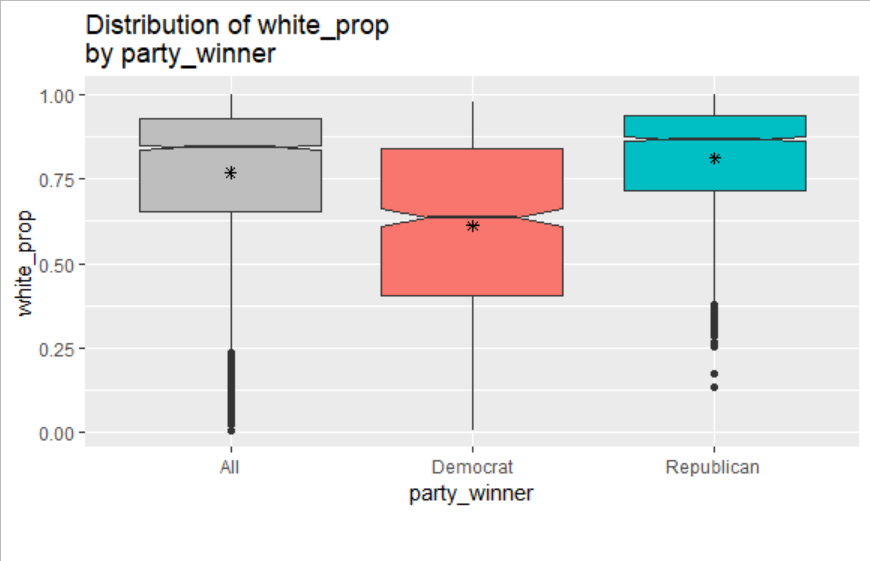 Distribution of white_prop
by party_winner
1.00
0.75
0.50
0.25
0.00
white_prop
All
Democrat
Republican
party_winner